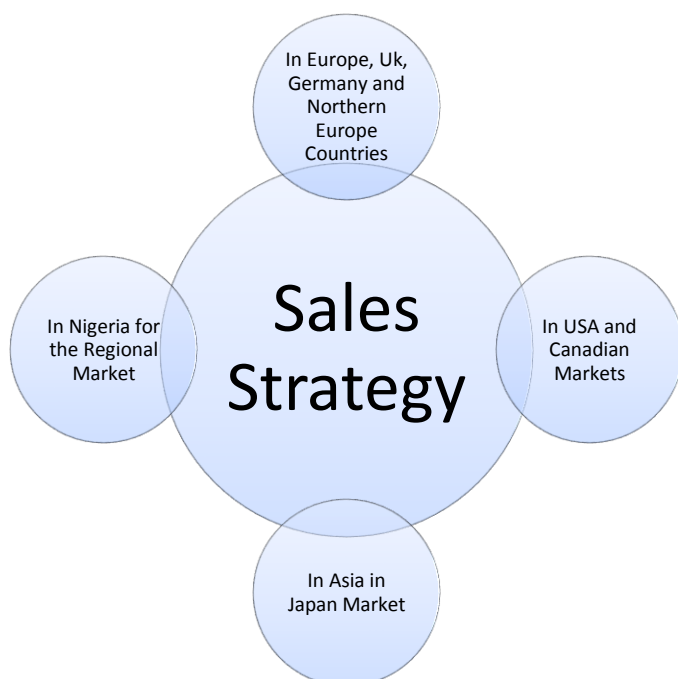 In Europe, Uk,
Germany and
Northern
Europe
Countries
Sales
Strategy
In Nigeria for
the Regional
Market
In USA and
Canadian
Markets
In Asia in
Japan Market